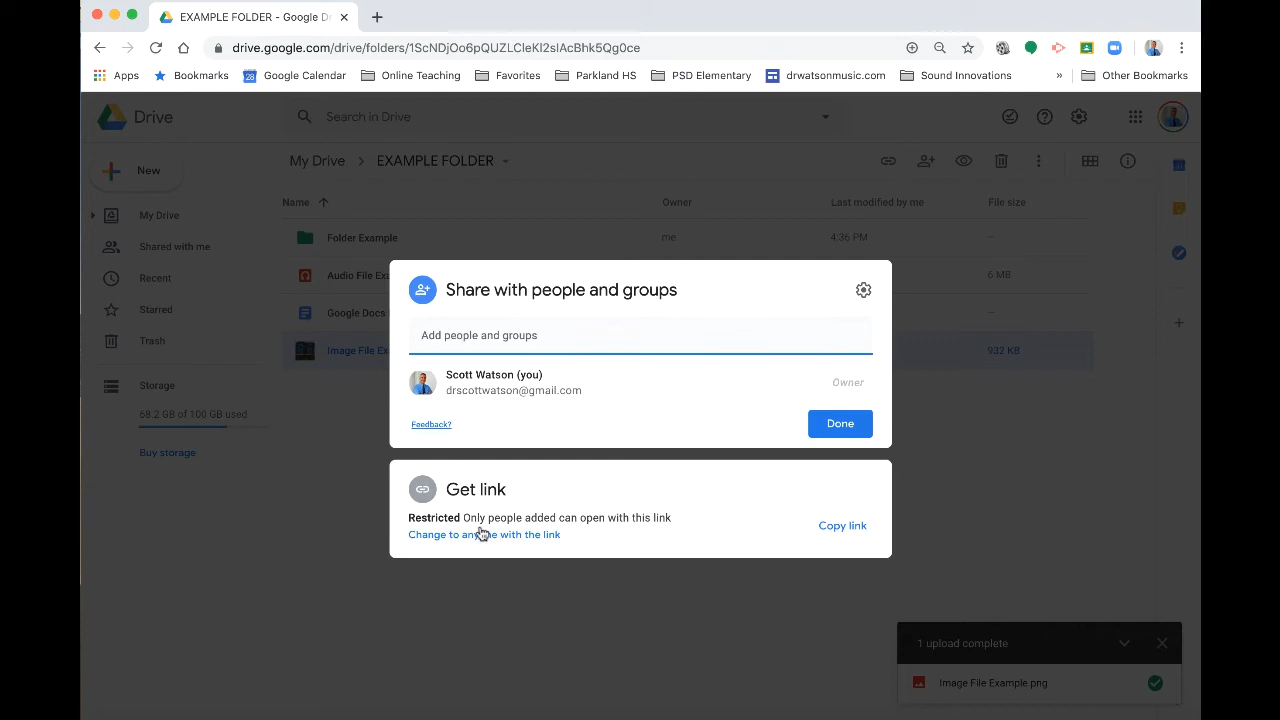 EXAMPLE FOLDER - Google Dr
drive.google.com/drive/folders/1ScNDjOo6pQUZLCleKl2slAcBhk5Qg0ce
Apps Bookmarks 28 Google Calendar Online Teaching Favorites Parkland HS PSD Elementary drwatsonmusic.com Sound Innovations » Other Bookmarks
Drive Search in Drive
New My Drive EXAMPLE FOLDER
Name Owner Last modified by me File size
My Drive
Shared with me
Recent
Starred
Trash
Storage
68.2 GB of 100 GB used
Buy storage
Folder Example me 4:36 PM –
Audio File Exa 6 MB
Google Docs –
Image File Ex 932 KB
Share with people and groups
Add people and groups
Scott Watson (you)
drscottwatson@gmail.com
Owner
Feedback? Done
Get link
Restricted Only people added can open with this link
Change to anyone with the link
Copy link
1 upload complete
Image File Example.png